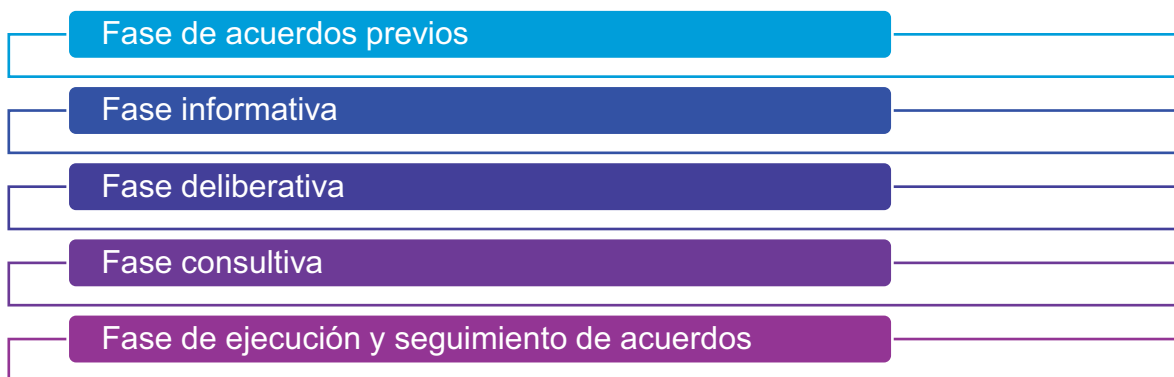 Fase de acuerdos previos
Fase informativa
Fase deliberativa
Fase consultiva
Fase de ejecución y seguimiento de acuerdos